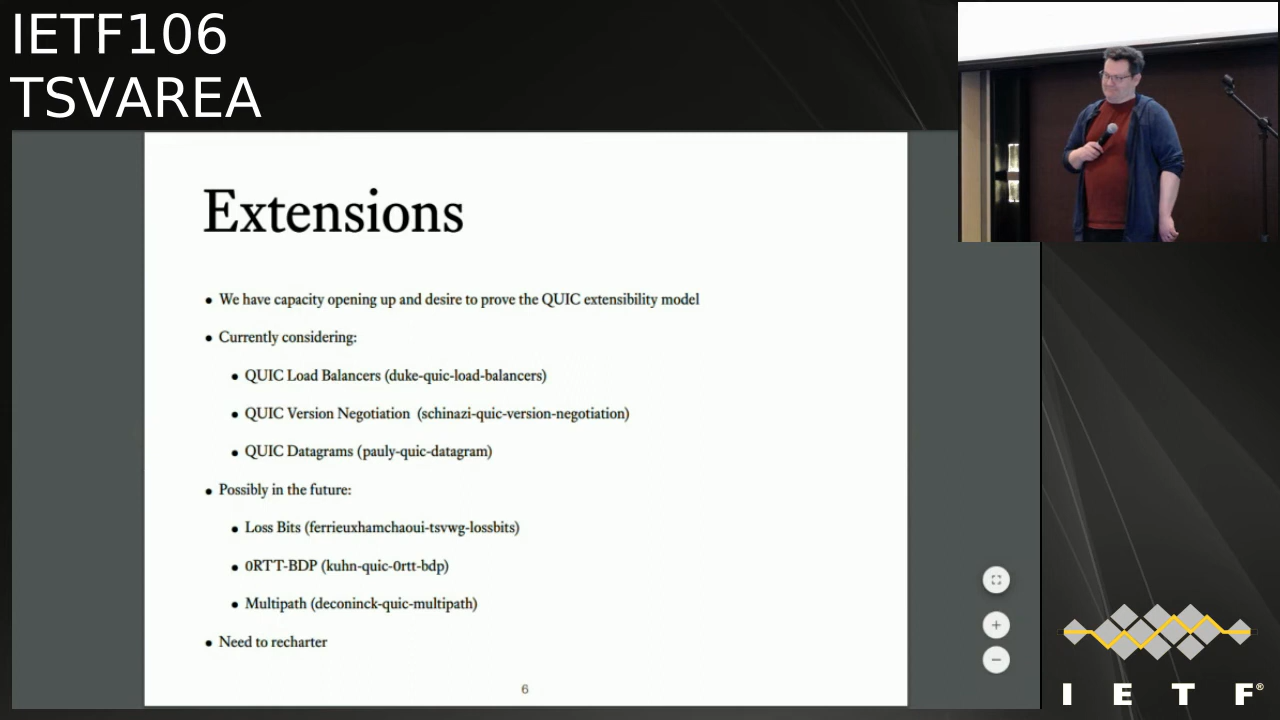 IETF106
TSVAREA
Extensions
• We have capacity opening up and desire to prove the QUIC extensibility model
• Currently considering:
• QUIC Load Balancers (duke-quic-load-balancers)
• QUIC Version Negotiation (schinazi-quic-version-negotiation)
• QUIC Datagrams (pauly-quic-datagram)
• Possibly in the future:
• Loss Bits (ferrieuxhamchaoui-tsvwg-lossbits)
• 0RTT-BDP (kuhn-quic-0rtt-bdp)
• Multipath (deconinck-quic-multipath)
• Need to recharter
6
I E T F®